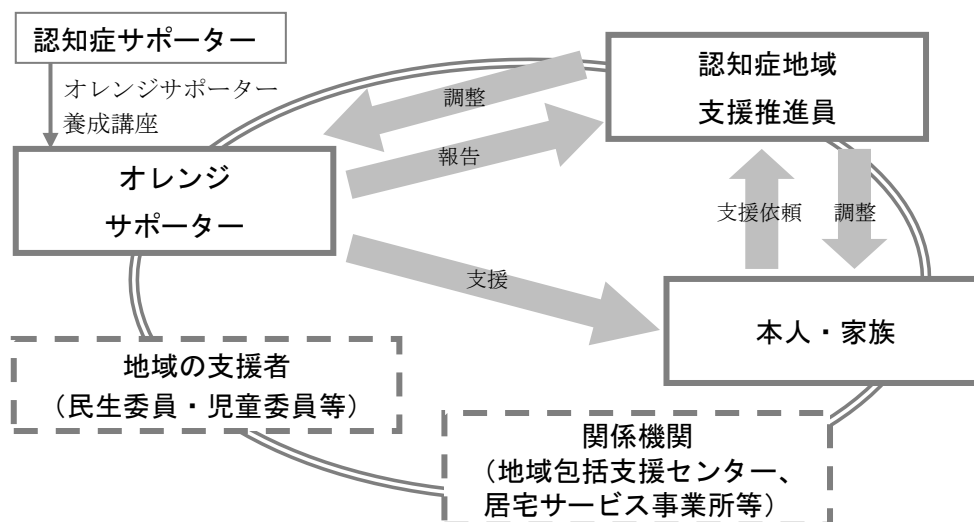 認知症サポーター
オレンジサポーター
養成講座
オレンジ
サポーター
認知症地域
支援推進員
調整
報告
支援依頼
調整
支援
本人・家族
地域の支援者
（民生委員・児童委員等）
関係機関
（地域包括支援センター、
居宅サービス事業所等）